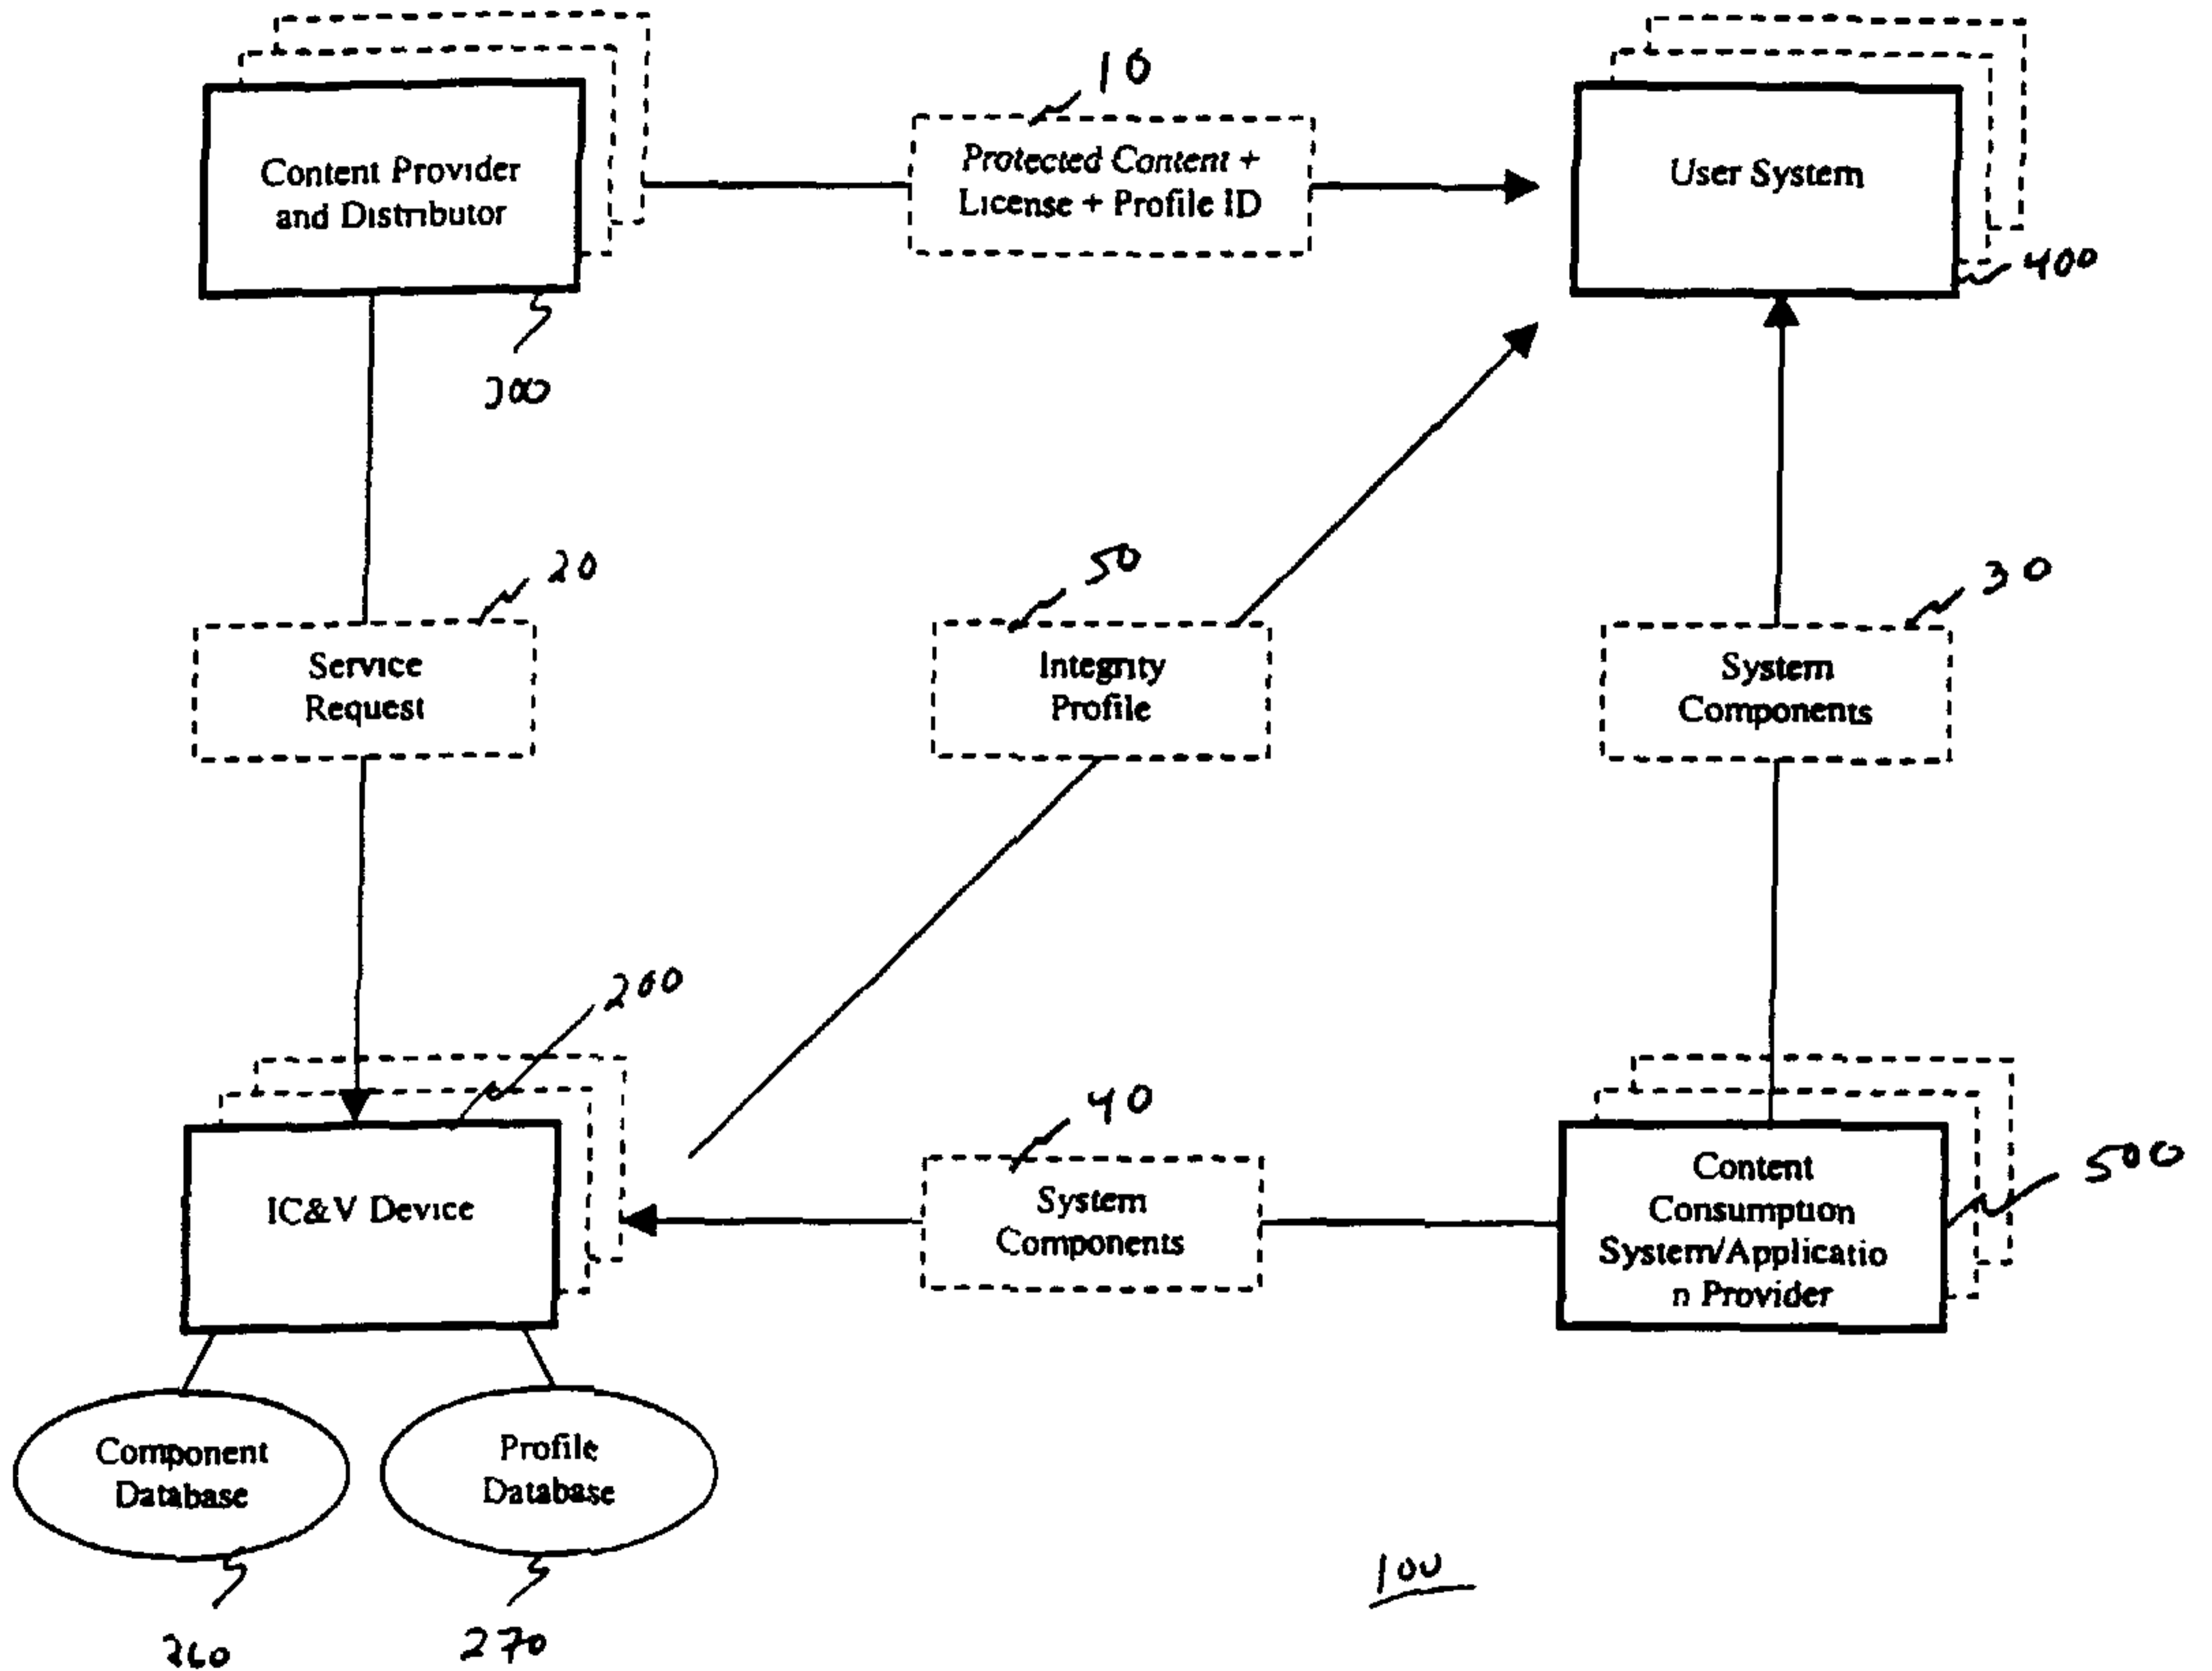 10
Content Provider
and Distributor
Protected Content +
License + Profile ID
User System
400
300
20
50
30
Service
Request
Integrity
Profile
System
Components
200
40
500
IC&V Device
System
Components
Content
Consumption
System/Applicatio
n Provider
Component
Database
Profile
Database
100
260
270